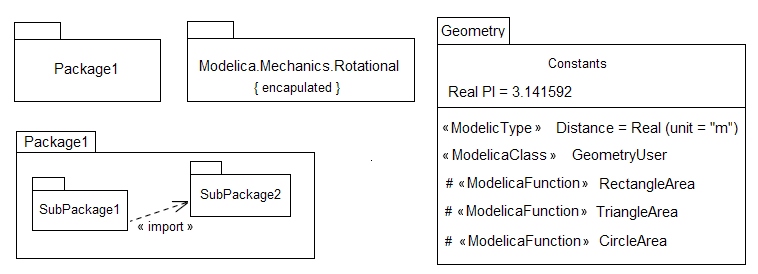 Package1
Modelica.Mechanics.Rotational
{ encapulated }
Package1
SubPackage1
SubPackage2
« import »
Geometry
Constants
Real PI = 3.141592
«ModelicType» Distance = Real (unit = "m")
«ModelicaClass» GeometryUser
# «ModelicaFunction» RectangleArea
# «ModelicaFunction» TriangleArea
# «ModelicaFunction» CircleArea